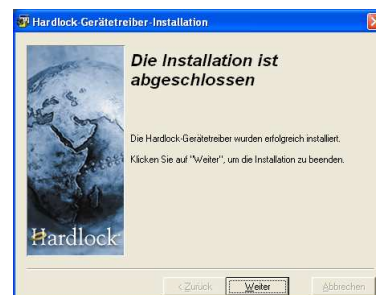 Hardlock-Gerätetreiber-Installation
Die Installation ist
abgeschlossen
Die Hardlock-Gerätetreiber wurden erfolgreich installiert.
Klicken Sie auf "Weiter", um die Installation zu beenden.
Hardlock
< Zurück
Weiter
Abbrechen